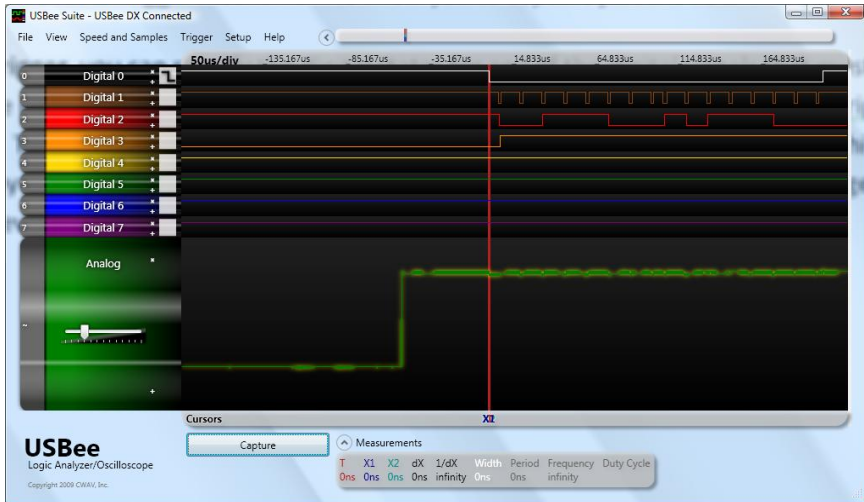 USBee Suite - USBee DX Connected
File View Speed and Samples Trigger Setup Help
50us/div -135.167us -85.167us -35.167us 14.833us 64.833us 114.833us 164.833us
0 Digital 0
1 Digital 1
2 Digital 2
3 Digital 3
4 Digital 4
5 Digital 5
6 Digital 6
7 Digital 7
Analog
Cursors
USBee
Logic Analyzer/Oscilloscope
Copyright 2009 CWAV, Inc.
Capture
Measurements
T X1 X2 dX 1/dX Width Period Frequency Duty Cycle
0ns 0ns 0ns 0ns infinity 0ns 0ns infinity